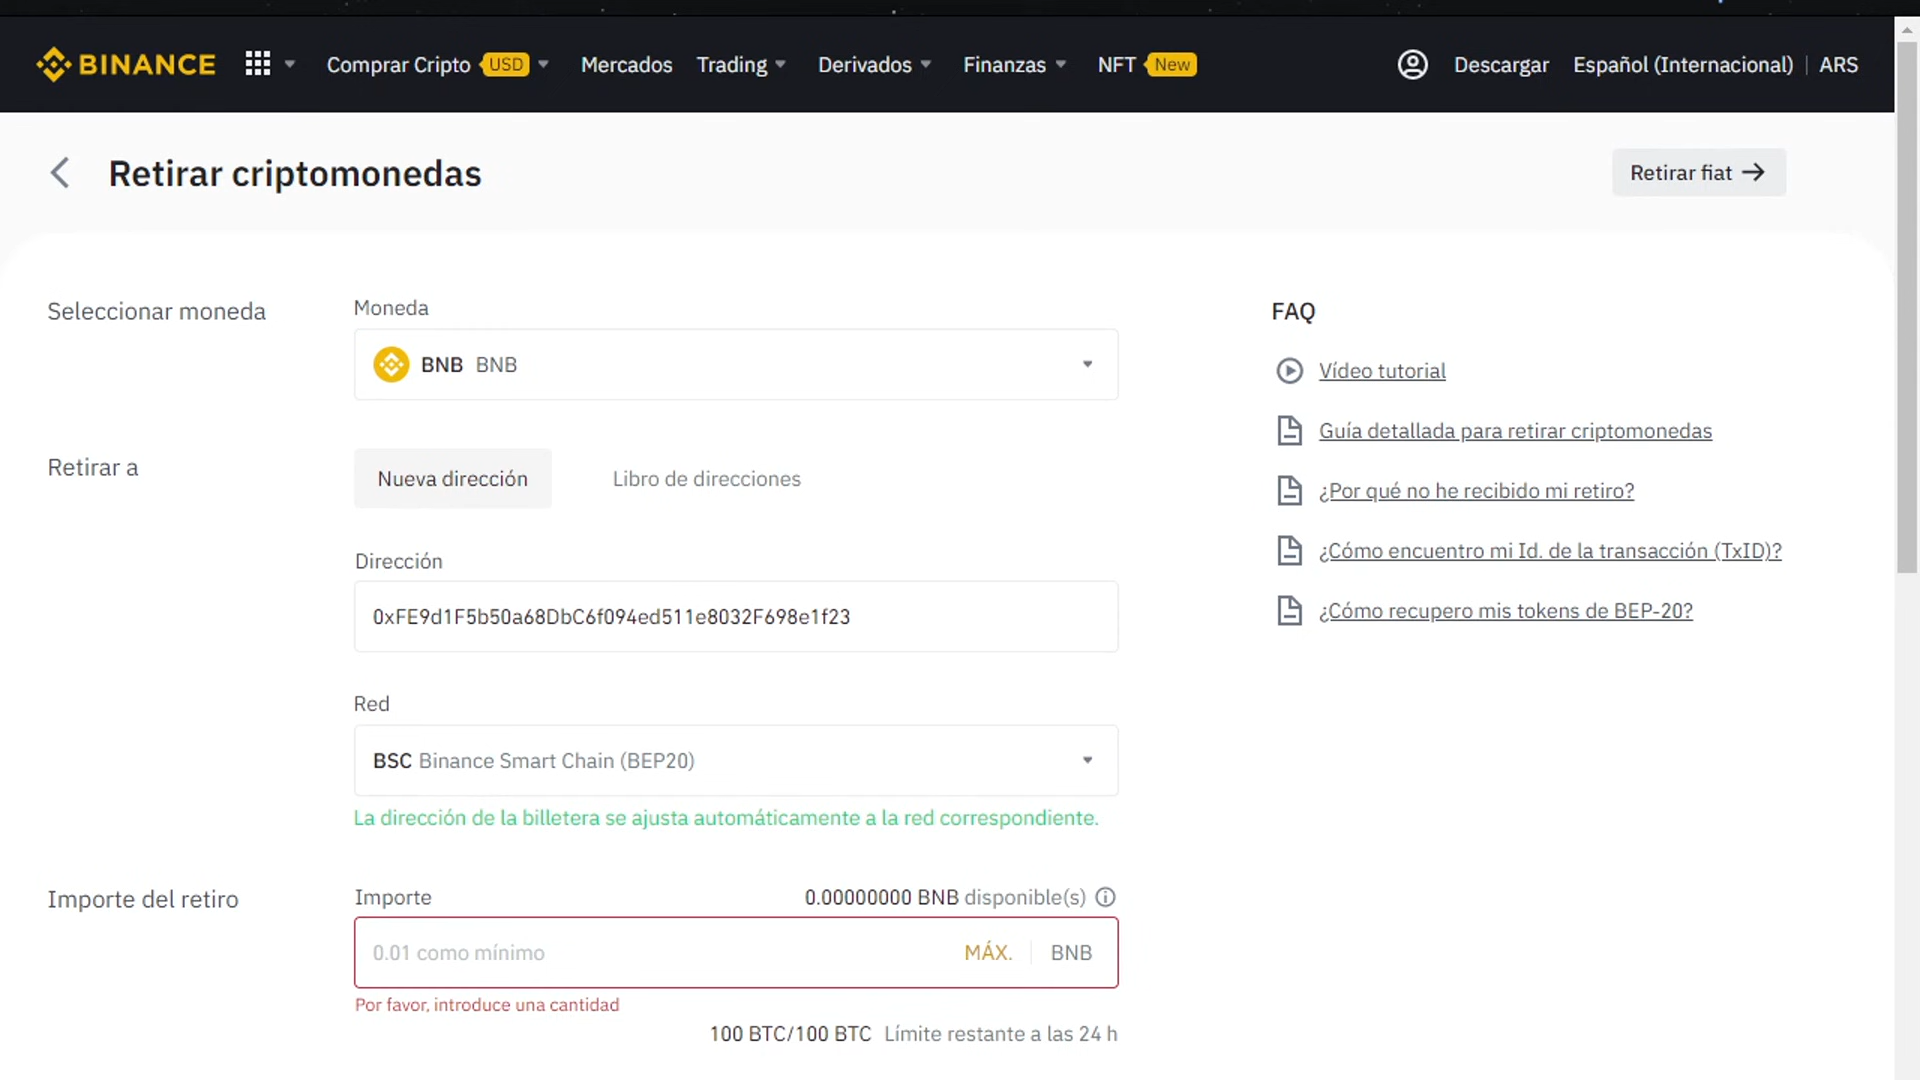 BINANCE
Comprar Cripto USD
Mercados
Trading
Derivados
Finanzas
NFT New
Descargar
Español (Internacional) | ARS
Retirar criptomonedas
Retirar fiat →
Seleccionar moneda
Moneda
BNB BNB
Retirar a
Nueva dirección
Libro de direcciones
Dirección
0xFE9d1F5b50a68DbC6f094ed511e8032F698e1f23
Red
BSC Binance Smart Chain (BEP20)
La dirección de la billetera se ajusta automáticamente a la red correspondiente.
Importe del retiro
Importe
0.00000000 BNB disponible(s)
0.01 como mínimo
MÁX. | BNB
Por favor, introduce una cantidad
100 BTC/100 BTC Límite restante a las 24 h
FAQ
Vídeo tutorial
Guía detallada para retirar criptomonedas
¿Por qué no he recibido mi retiro?
¿Cómo encuentro mi Id. de la transacción (TxID)?
¿Cómo recupero mis tokens de BEP-20?